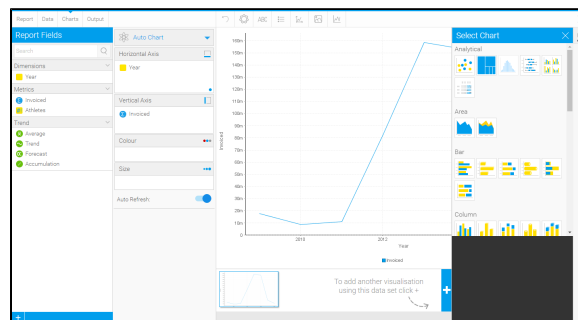 Report Data Charts Output
Report Fields
Search
Dimensions
Year
Metrics
Invoiced
Athletes
Trend
Average
Trend
Forecast
Accumulation
Auto Chart
Horizontal Axis
Year
Vertical Axis
Invoiced
Colour
Size
Auto Refresh
ABC
160m
150m
140m
130m
120m
110m
100m
90m
80m
70m
60m
50m
40m
30m
20m
10m
0
Invoiced
2010
2012
Year
Invoiced
To add another visualisation
using this data set click +
Select Chart
Analytical
Area
Bar
Column